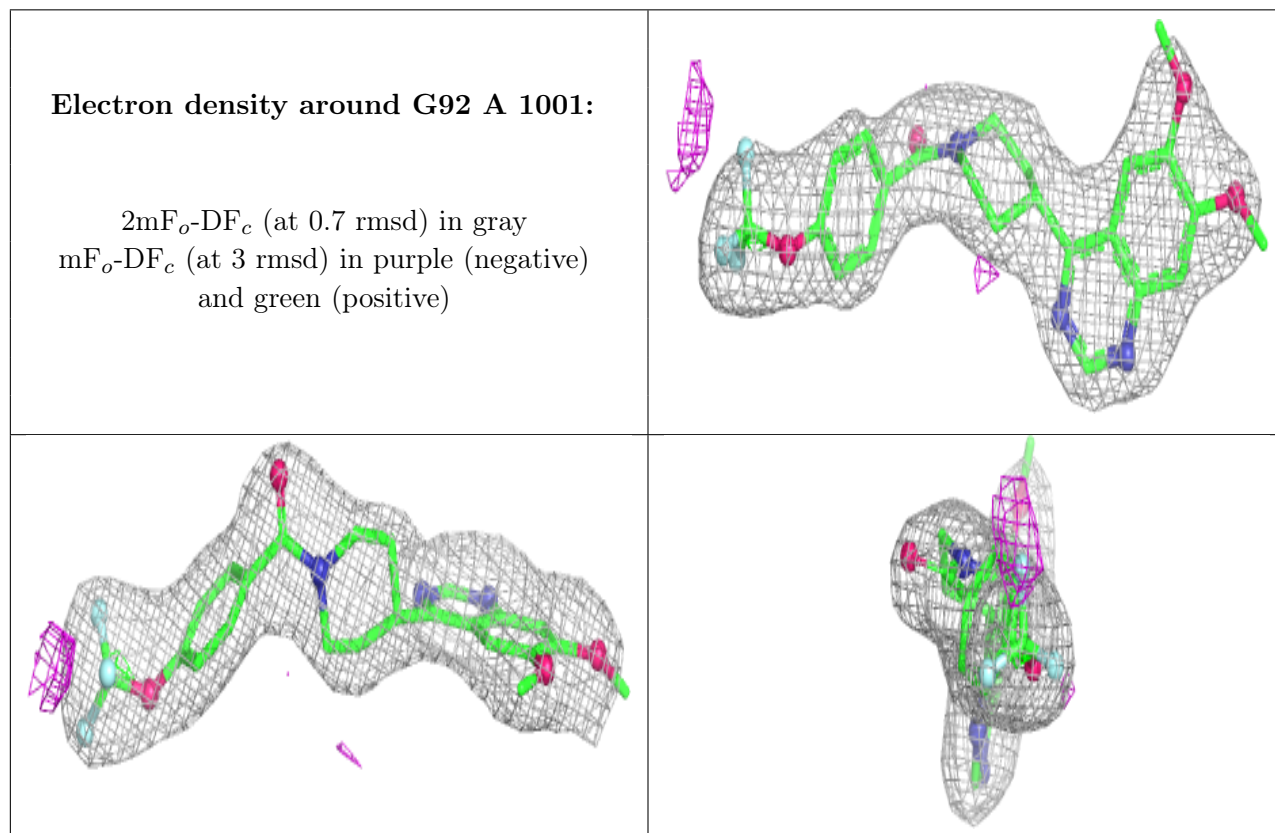 Electron density around G92 A 1001:
2mFo-DFc (at 0.7 rmsd) in gray
mFo-DFc (at 3 rmsd) in purple (negative)
and green (positive)